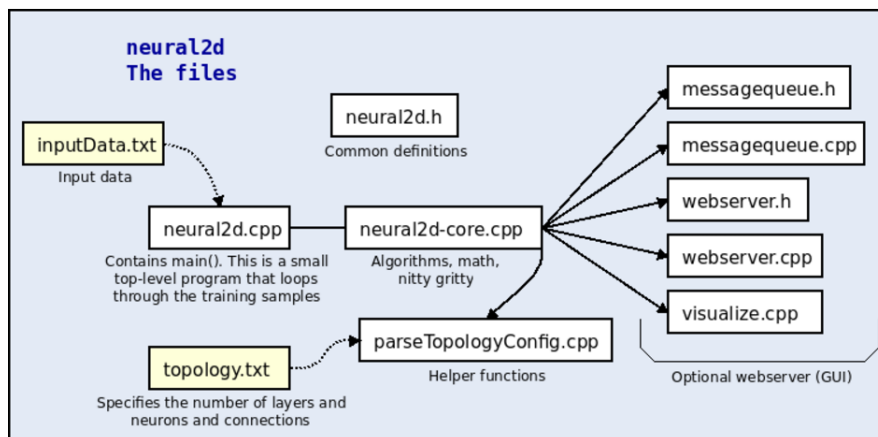 neural2d
The files
inputData.txt
Input data
neural2d.h
Common definitions
messagequeue.h
messagequeue.cpp
webserver.h
webserver.cpp
visualize.cpp
Optional webserver (GUI)
neural2d.cpp
Contains main(). This is a small
top-level program that loops
through the training samples
neural2d-core.cpp
Algorithms, math,
nitty gritty
parseTopologyConfig.cpp
Helper functions
topology.txt
Specifies the number of layers and
neurons and connections